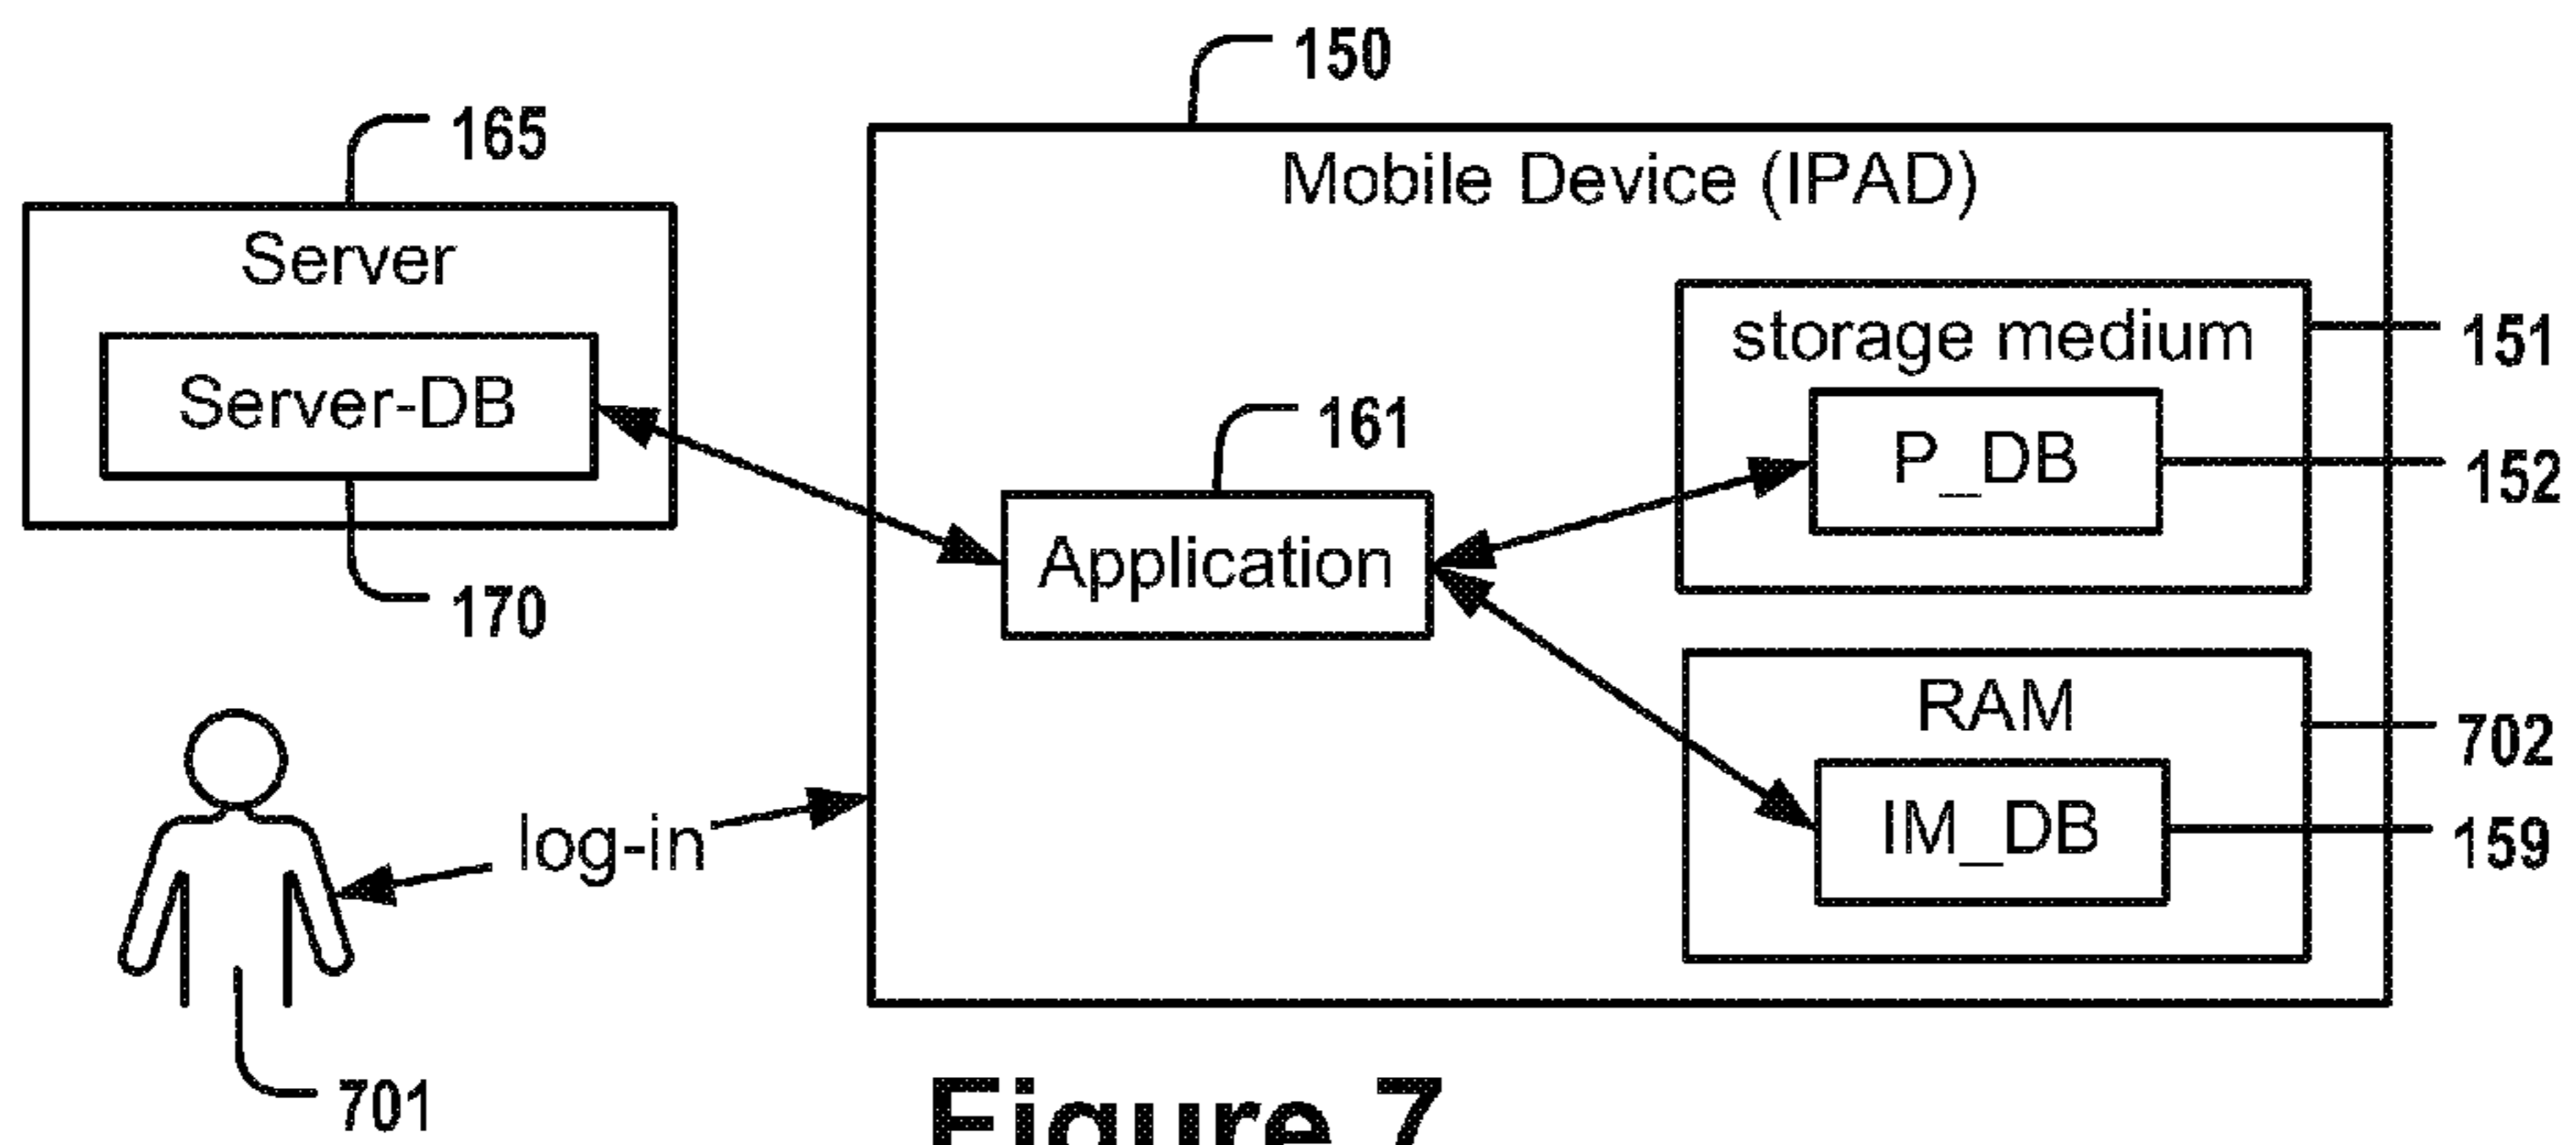 150
165
Mobile Device (IPAD)
Server
storage medium
151
Server-DB
161
P_DB
152
Application
170
RAM
702
IM_DB
159
log-in
701
Figure 7